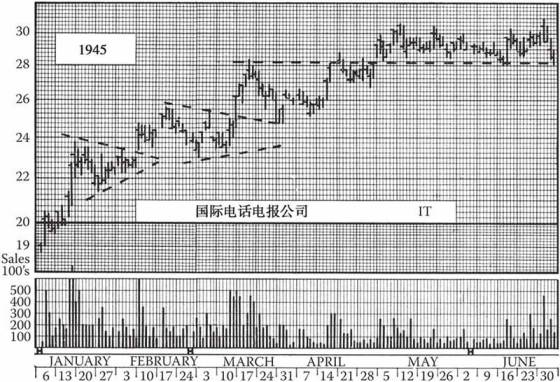 30
1945
28
26
24
22
国际电话电报公司 IT
20
19
Sales
100's
500
400
300
200
100
JANUARY FEBRUARY MARCH APRIL MAY JUNE
6 13 20 27 3 10 17 24 3 10 17 24 31 7 14 21 28 5 12 19 26 2 9 16 23 30